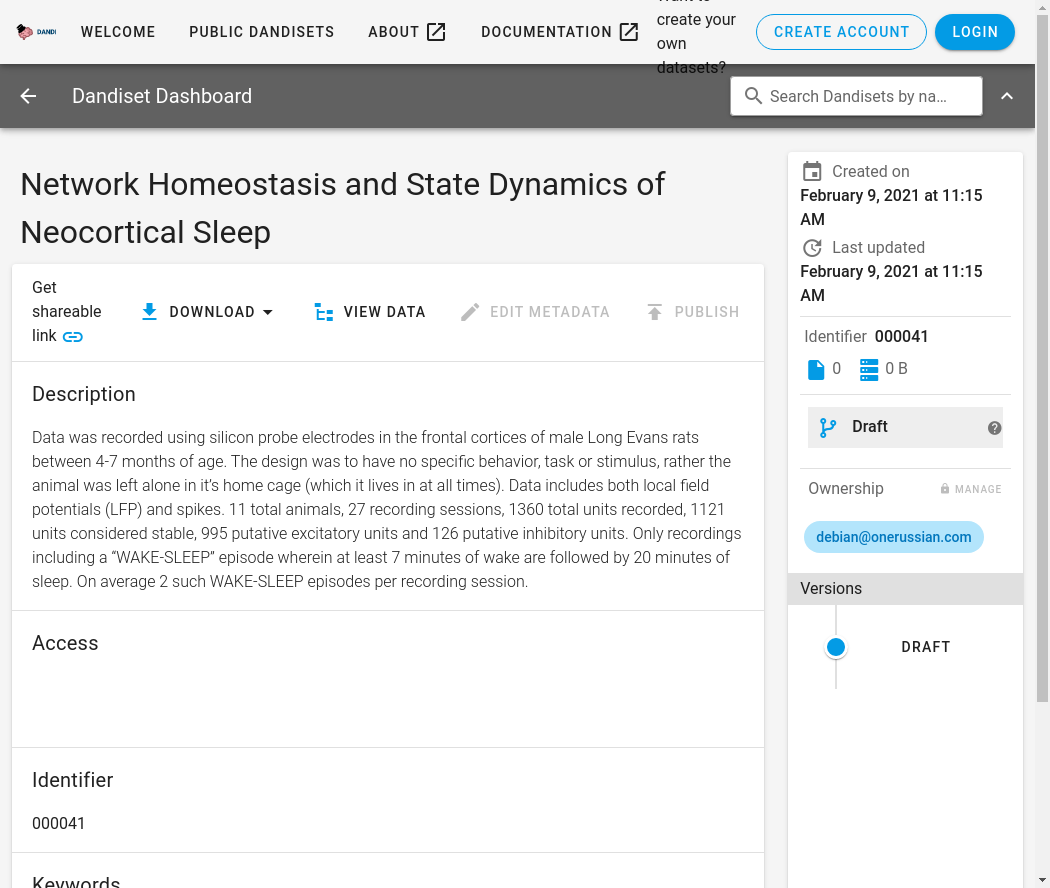 DANDI
WELCOME
PUBLIC DANDISETS
ABOUT
DOCUMENTATION
create your
own
datasets?
CREATE ACCOUNT
LOGIN
Dandiset Dashboard
Search Dandisets by na...
Network Homeostasis and State Dynamics of
Neocortical Sleep
Get
shareable
link
DOWNLOAD
VIEW DATA
EDIT METADATA
PUBLISH
Description
Data was recorded using silicon probe electrodes in the frontal cortices of male Long Evans rats
between 4-7 months of age. The design was to have no specific behavior, task or stimulus, rather the
animal was left alone in it’s home cage (which it lives in at all times). Data includes both local field
potentials (LFP) and spikes. 11 total animals, 27 recording sessions, 1360 total units recorded, 1121
units considered stable, 995 putative excitatory units and 126 putative inhibitory units. Only recordings
including a “WAKE-SLEEP” episode wherein at least 7 minutes of wake are followed by 20 minutes of
sleep. On average 2 such WAKE-SLEEP episodes per recording session.
Access
Identifier
000041
Keywords
Created on
February 9, 2021 at 11:15
AM
Last updated
February 9, 2021 at 11:15
AM
Identifier 000041
0
0 B
Draft
Ownership
MANAGE
debian@onerussian.com
Versions
DRAFT